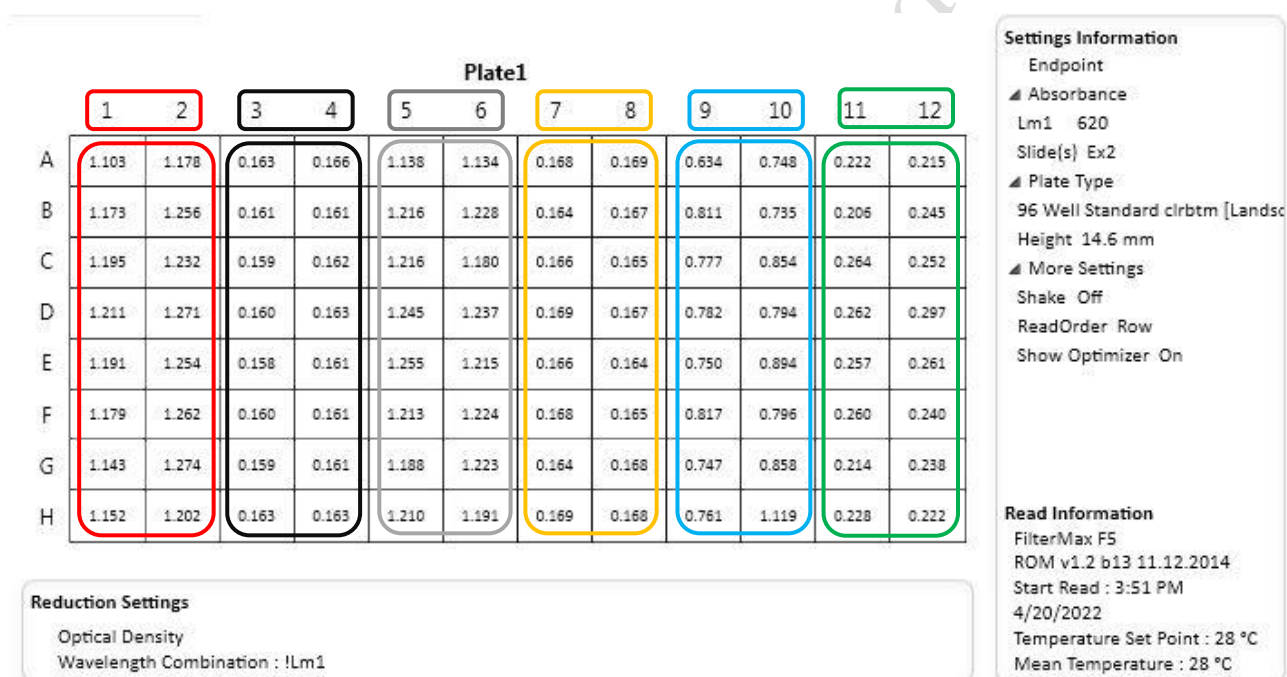 Plate1
1 2 3 4 5 6 7 8 9 10 11 12
A 1.103 1.178 0.163 0.166 1.138 1.134 0.168 0.169 0.634 0.748 0.222 0.215
B 1.173 1.256 0.161 0.161 1.216 1.228 0.164 0.167 0.811 0.735 0.206 0.245
C 1.195 1.232 0.159 0.162 1.216 1.180 0.166 0.165 0.777 0.854 0.264 0.252
D 1.211 1.271 0.160 0.163 1.245 1.237 0.169 0.167 0.782 0.794 0.262 0.297
E 1.191 1.254 0.158 0.161 1.255 1.215 0.166 0.164 0.750 0.894 0.257 0.261
F 1.179 1.262 0.160 0.161 1.213 1.224 0.168 0.165 0.817 0.796 0.260 0.240
G 1.143 1.274 0.159 0.161 1.188 1.223 0.164 0.168 0.747 0.858 0.214 0.238
H 1.152 1.202 0.163 0.163 1.210 1.191 0.169 0.168 0.761 1.119 0.228 0.222
Reduction Settings
Optical Density
Wavelength Combination : !Lm1
Settings Information
Endpoint
Absorbance
Lm1 620
Slide(s) Ex2
Plate Type
96 Well Standard clrbtm [Landsc
Height 14.6 mm
More Settings
Shake Off
ReadOrder Row
Show Optimizer On
Read Information
FilterMax F5
ROM v1.2 b13 11.12.2014
Start Read : 3:51 PM
4/20/2022
Temperature Set Point : 28 °C
Mean Temperature : 28 °C